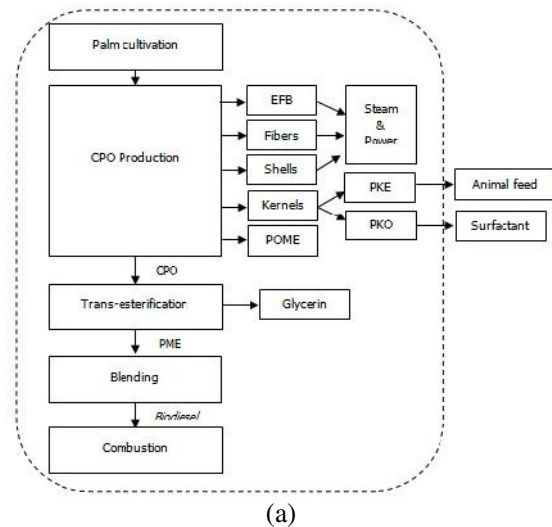 Palm cultivation
CPO Production
EFB
Fibers
Shells
Kernels
POME
Steam
&
Power
PKE
PKO
Animal feed
Surfactant
CPO
Trans-esterification
Glycerin
PME
Blending
Biodiesel
Combustion
(a)